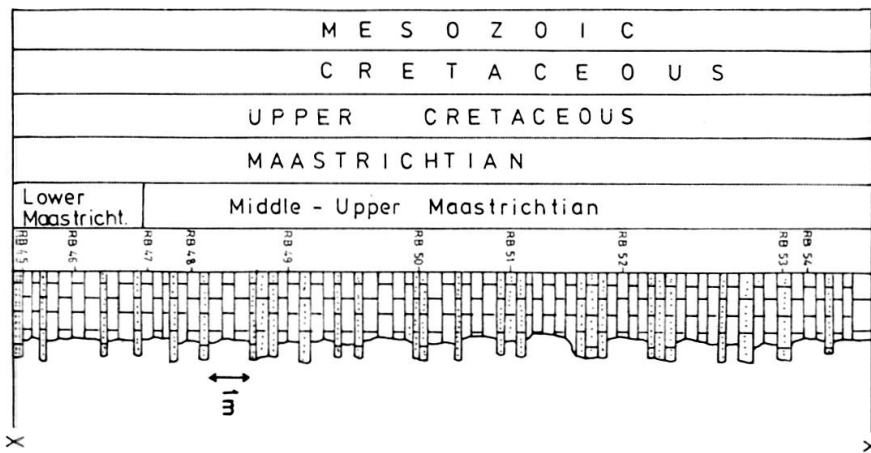 MESOZOIC
CRETACEOUS
UPPER CRETACEOUS
MAASTRICHTIAN
Lower
Maastricht.
Middle - Upper Maastrichtian
RB 45
RB 46
RB 47
RB 48
RB 49
RB 50
RB 51
RB 52
RB 53
RB 54
1m
X